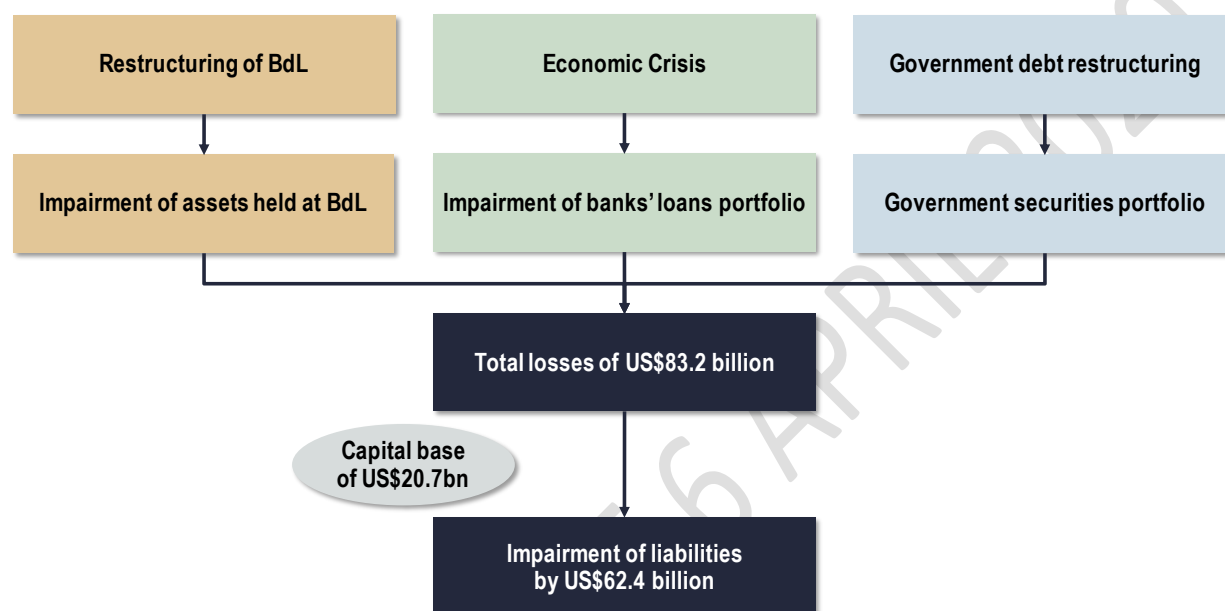 Restructuring of BdL
Economic Crisis
Government debt restructuring
Impairment of assets held at BdL
Impairment of banks’ loans portfolio
Government securities portfolio
Total losses of US$83.2 billion
Capital base
of US$20.7bn
Impairment of liabilities
by US$62.4 billion
6 APRIL